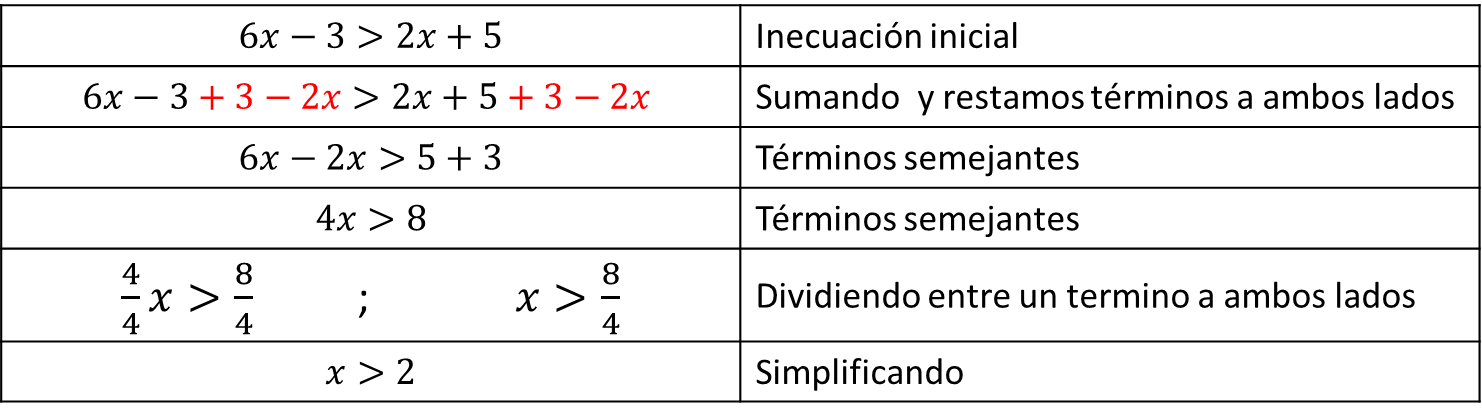 6x − 3 > 2x + 5 Inecuación inicial
6x − 3 + 3 − 2x > 2x + 5 + 3 − 2x Sumando y restamos términos a ambos lados
6x − 2x > 5 + 3 Términos semejantes
4x > 8 Términos semejantes
4/4 x > 8/4 ; x > 8/4 Dividiendo entre un termino a ambos lados
x > 2 Simplificando